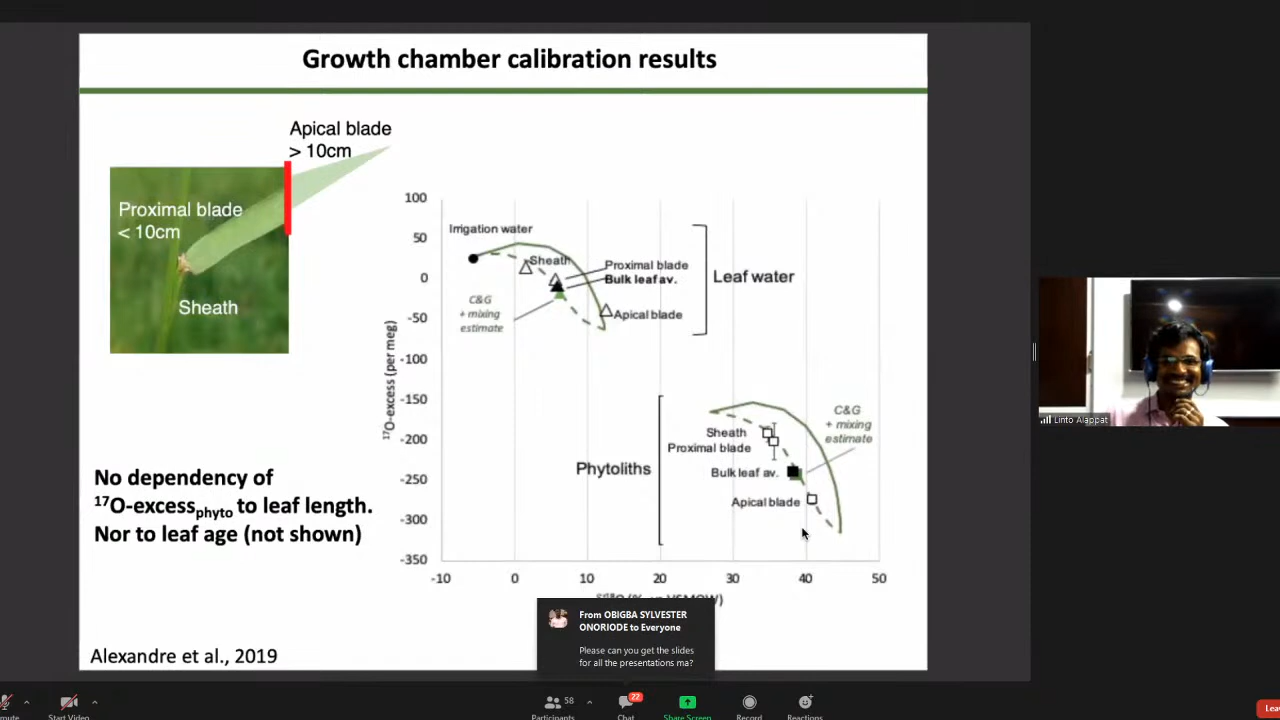 Growth chamber calibration results
Apical blade
> 10cm
Proximal blade
< 10cm
Sheath
100
50
0
-50
-100
-150
-200
-250
-300
-350
-10
0
10
20
30
40
50
17O-excess (per meg)
Irrigation water
Sheath
Proximal blade
Bulk leaf av.
Apical blade
C&G
+ mixing
estimate
Leaf water
C&G
+ mixing
estimate
Sheath
Proximal blade
Bulk leaf av.
Apical blade
Phytoliths
No dependency of
17O-excessphyto to leaf length.
Nor to leaf age (not shown)
Alexandre et al., 2019
Linto Alappat
From OBIGBA SYLVESTER
ONORIODE to Everyone
Please can you get the slides
for all the presentations ma?
58
22
Start Video
Participants
Chat
Share Screen
Record
Reactions